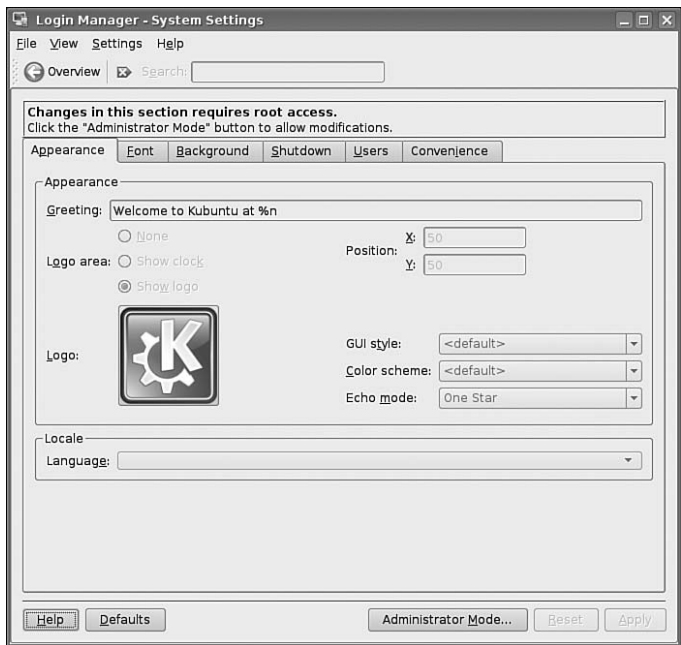 Login Manager - System Settings
File View Settings Help
Overview Search:
Changes in this section requires root access.
Click the "Administrator Mode" button to allow modifications.
Appearance Font Background Shutdown Users Convenience
Appearance
Greeting: Welcome to Kubuntu at %n
None
Logo area: Show clock
Show logo
Position: X: 50
Y: 50
Logo: K
GUI style: <default>
Color scheme: <default>
Echo mode: One Star
Locale
Language:
Help Defaults Administrator Mode... Reset Apply